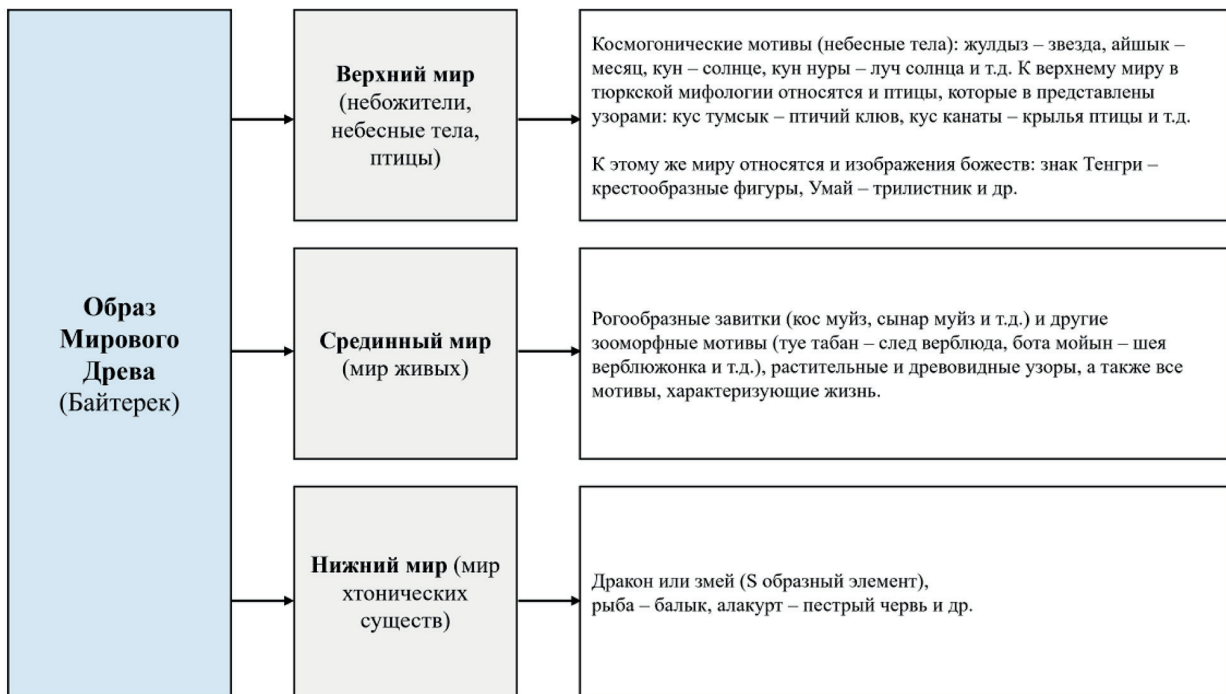 Образ
Мирового
Древа
(Байтерек)
Верхний мир
(небожители,
небесные тела,
птицы)
Космогонические мотивы (небесные тела): жулдыз – звезда, айшык –
месяц, кун – солнце, кун нуры – луч солнца и т.д. К верхнему миру в
тюркской мифологии относятся и птицы, которые в представлены
узорами: кус тумсык – птичий клюв, кус канаты – крылья птицы и т.д.
К этому же миру относятся и изображения божеств: знак Тенгри –
крестообразные фигуры, Умай – трилистник и др.
Срединный мир
(мир живых)
Рогообразные завитки (кос муйз, сынар муйз и т.д.) и другие
зооморфные мотивы (туе табан – след верблюда, бота мойын – шея
верблюжонка и т.д.), растительные и древовидные узоры, а также все
мотивы, характеризующие жизнь.
Нижний мир (мир
хтонических
существ)
Дракон или змей (S образный элемент),
рыба – балык, алакурт – пестрый червь и др.